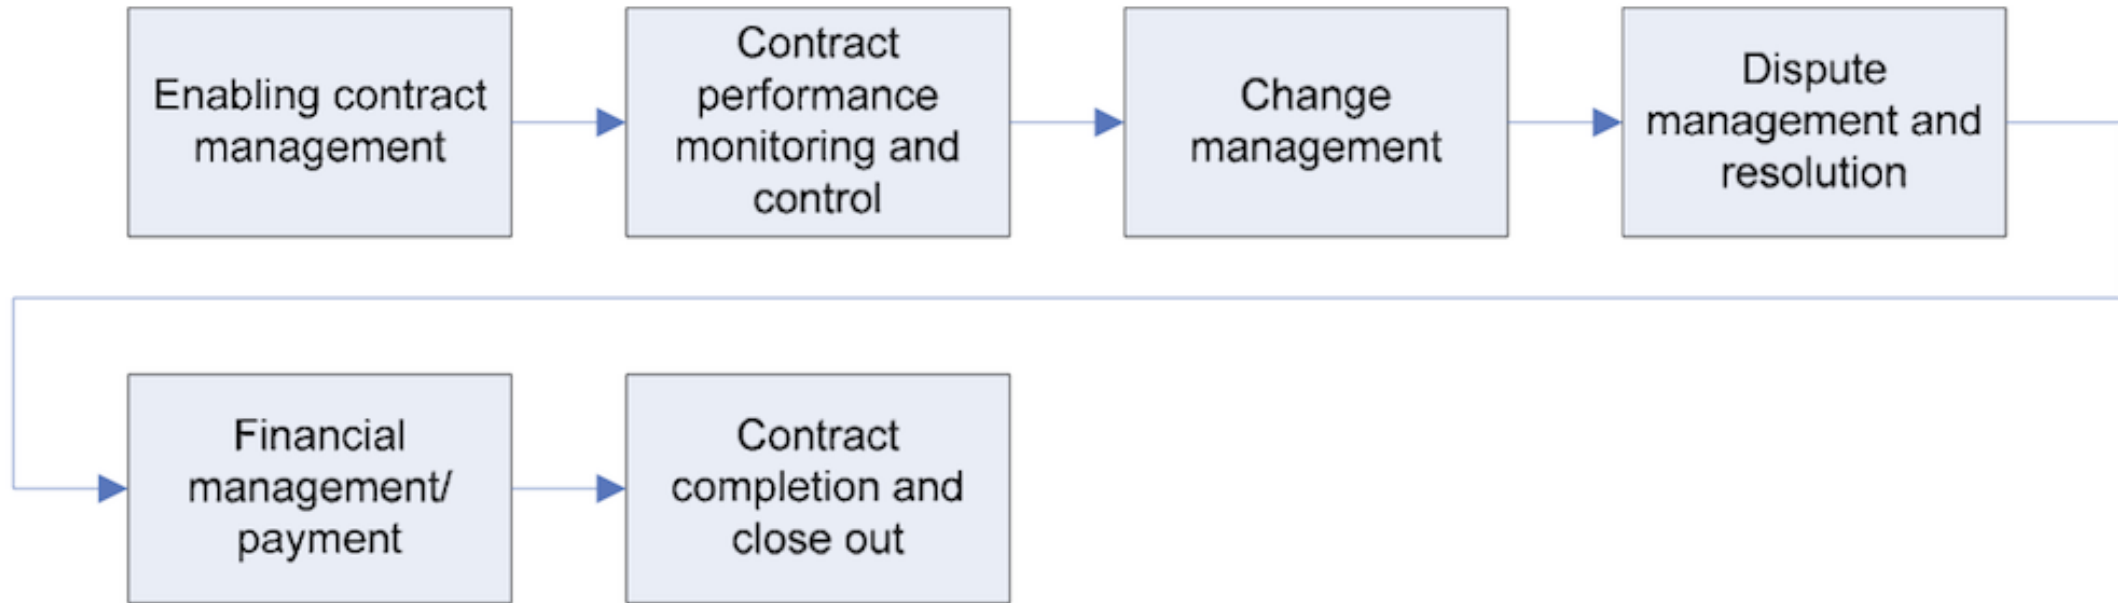 Enabling contract
management
Contract
performance
monitoring and
control
Change
management
Dispute
management and
resolution
Financial
management/
payment
Contract
completion and
close out